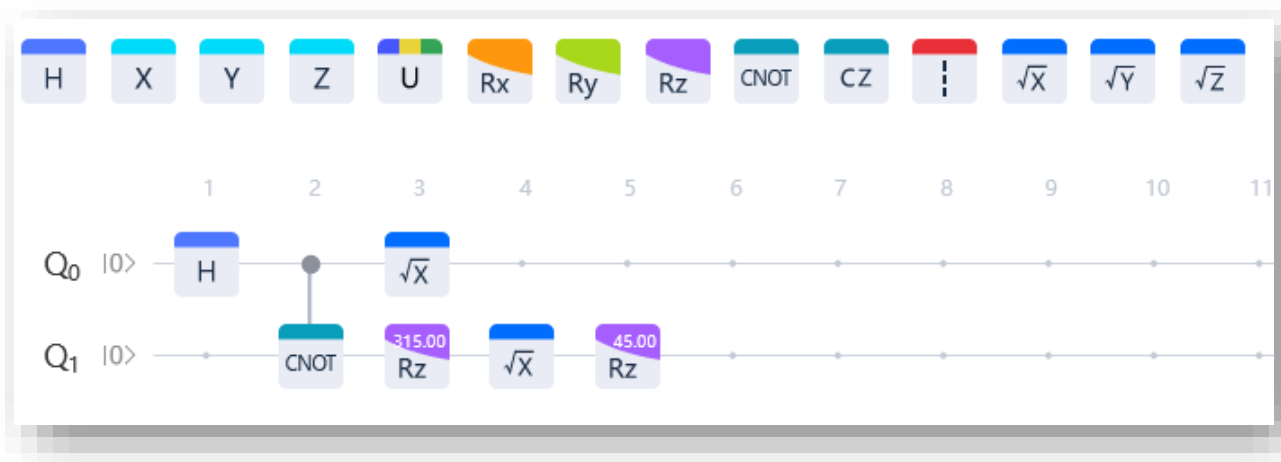 H X Y Z U Rx Ry Rz CNOT CZ √X √Y √Z
1 2 3 4 5 6 7 8 9 10 11
Q₀ |0> H √X
Q₁ |0> CNOT 315.00 Rz √X 45.00 Rz